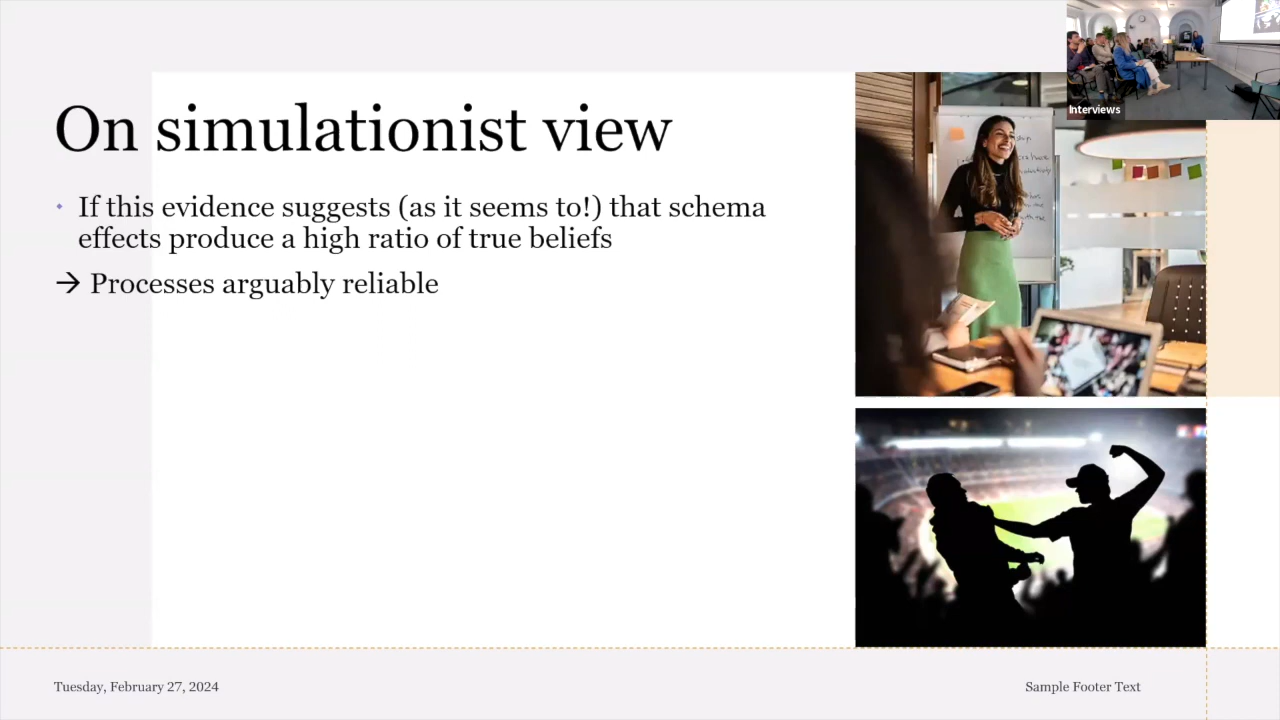 On simulationist view
If this evidence suggests (as it seems to!) that schema
effects produce a high ratio of true beliefs
→ Processes arguably reliable
Interviews
Tuesday, February 27, 2024
Sample Footer Text